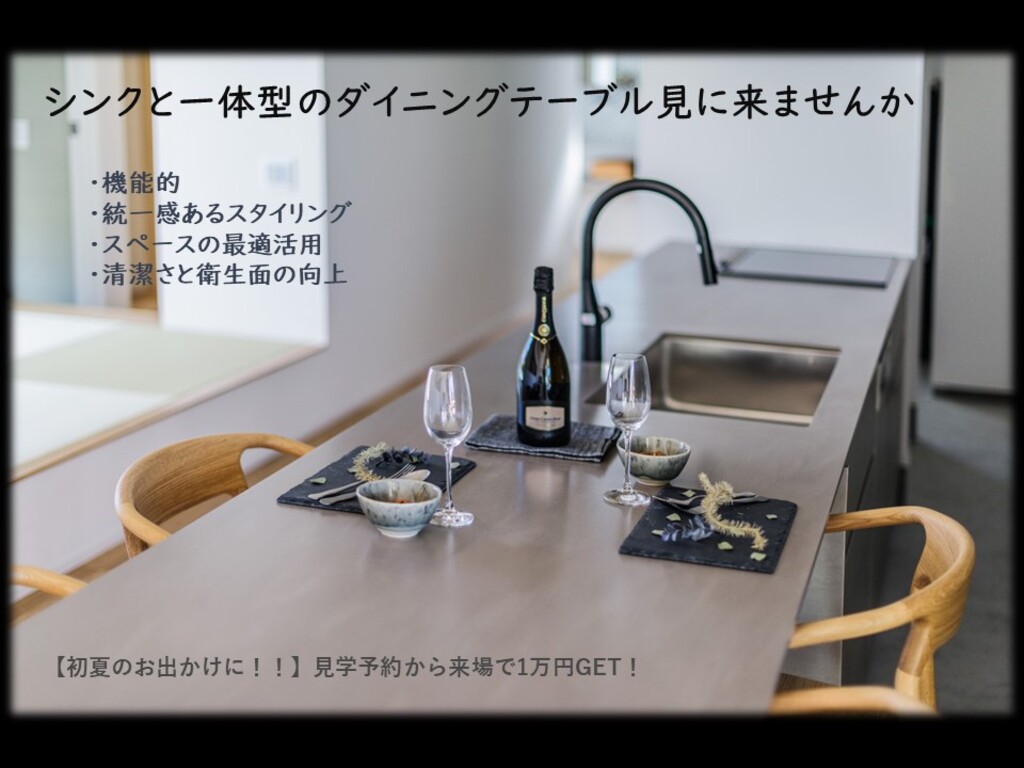 シンクと一体型のダイニングテーブル見に来ませんか
・機能的
・統一感あるスタイリング
・スペースの最適活用
・清潔さと衛生面の向上
【初夏のお出かけに！！】見学予約から来場で1万円GET！